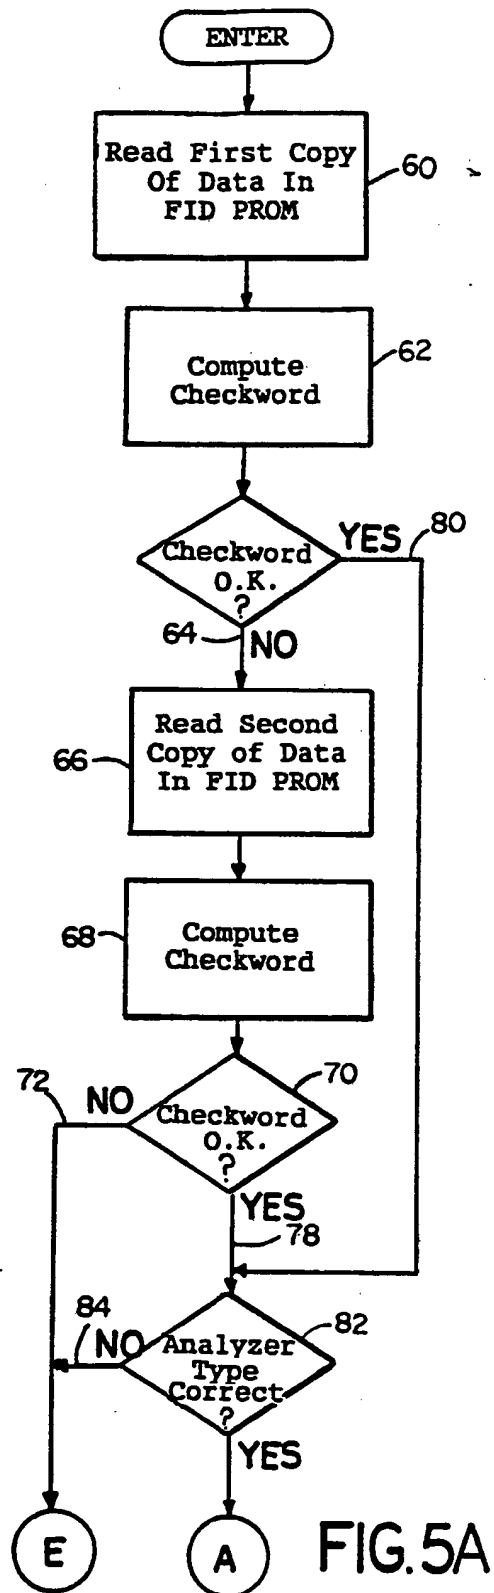 ENTER
Read First Copy
Of Data In
FID PROM
60
Compute
Checkword
62
Checkword
O.K.
?
YES
80
64
NO
Read Second
Copy of Data
In FID PROM
66
Compute
Checkword
68
72
NO
Checkword
O.K.
?
70
YES
78
84
NO
Analyzer
Type
Correct
?
82
YES
E
A
FIG.5A